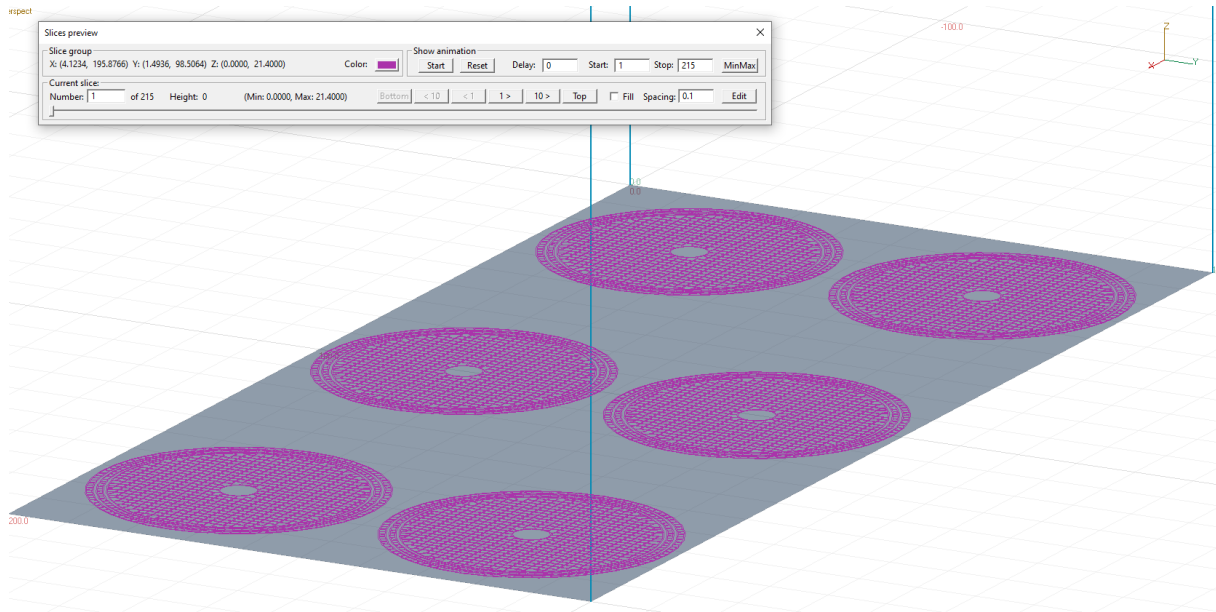 erspect
-100.0
Z
X
Y
Slices preview
Slice group
X: (4.1234, 195.8766) Y: (1.4936, 98.5064) Z: (0.0000, 21.4000)
Color:
Show animation
Start Reset Delay: 0 Start: 1 Stop: 215 MinMax
Current slice:
Number: 1 of 215 Height: 0 (Min: 0.0000, Max: 21.4000) Bottom < 10 < 1 1 > 10 > Top Fill Spacing: 0.1 Edit
0.0
0.0
200.0